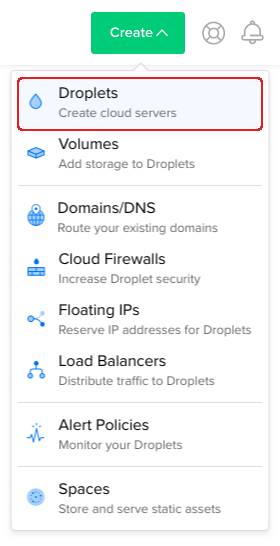 Create
Droplets
Create cloud servers
Volumes
Add storage to Droplets
Domains/DNS
Route your existing domains
Cloud Firewalls
Increase Droplet security
Floating IPs
Reserve IP addresses for Droplets
Load Balancers
Distribute traffic to Droplets
Alert Policies
Monitor your Droplets
Spaces
Store and serve static assets